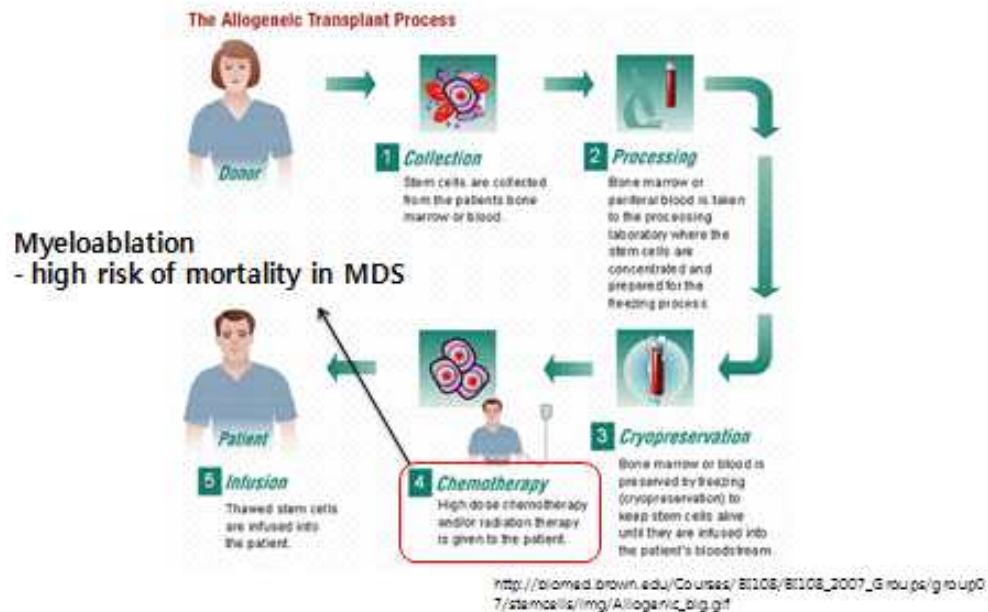 The Allogeneic Transplant Process
Donor
1 Collection
Stem cells are collected
from the patients bone
marrow or blood.
2 Processing
Bone marrow or
periferal blood is taken
to the processing
laboratory where the
stem cells are
concentrated and
prepared for the
freezing process
Myeloablation
- high risk of mortality in MDS
3 Cryopreservation
Bone marrow or blood is
preserved by freezing
(cryopreservation) to
keep stem cells alive
until they are infused into
the patient's bloodstream
4 Chemotherapy
High dose chemotherapy
and/or radiation therapy
is given to the patient.
Patient
5 Infusion
Thawed stem cells
are infused into
the patient.
http://biomed.brown.edu/Courses/BI108/BI108_2007_Groups/group0
7/stemcells/img/Allogenic_big.gif